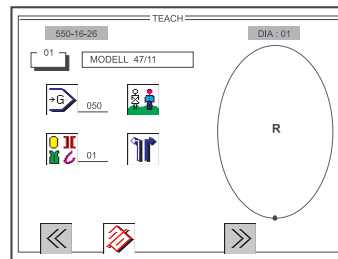 TEACH
550-16-26
DIA : 01
01
MODELL 47/11
G
050
R
01